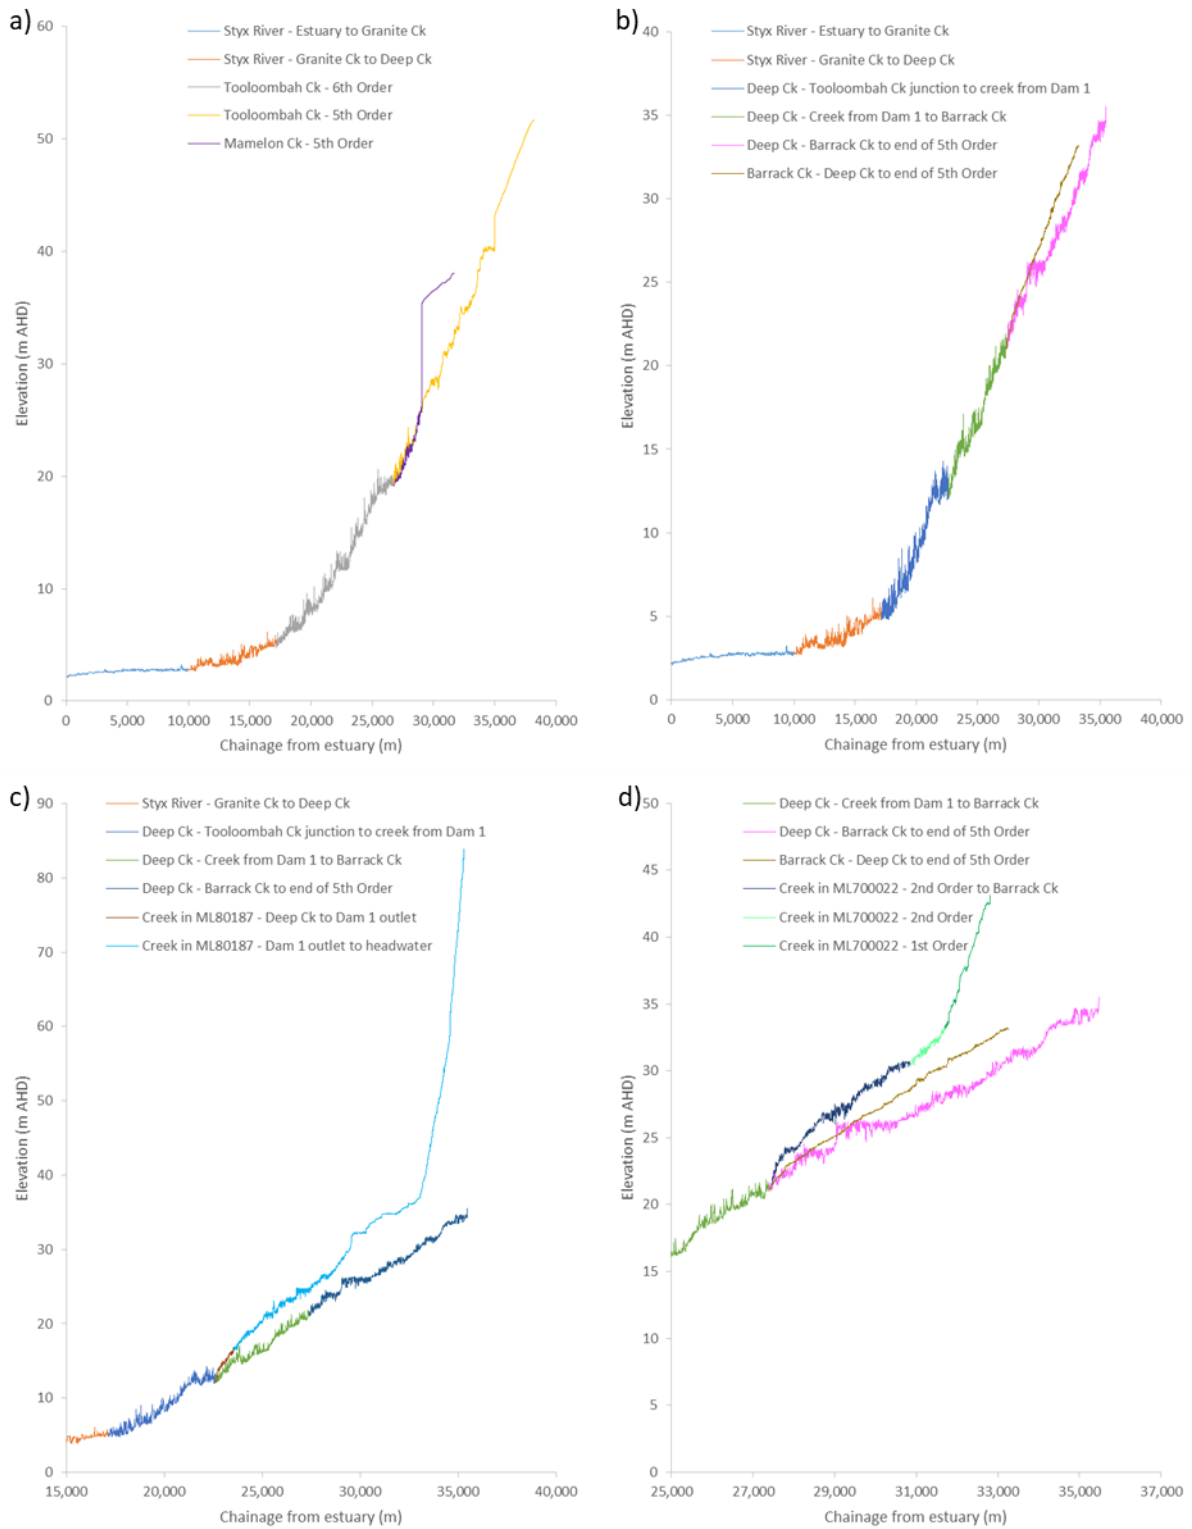 a)
60
50
40
30
20
10
0
Elevation (m AHD)
Styx River - Estuary to Granite Ck
Styx River - Granite Ck to Deep Ck
Tooloombah Ck - 6th Order
Tooloombah Ck - 5th Order
Mamelon Ck - 5th Order
0 5,000 10,000 15,000 20,000 25,000 30,000 35,000 40,000
Chainage from estuary (m)
b)
40
35
30
25
20
15
10
5
0
Elevation (m AHD)
Styx River - Estuary to Granite Ck
Styx River - Granite Ck to Deep Ck
Deep Ck - Tooloombah Ck junction to creek from Dam 1
Deep Ck - Creek from Dam 1 to Barrack Ck
Deep Ck - Barrack Ck to end of 5th Order
Barrack Ck - Deep Ck to end of 5th Order
0 5,000 10,000 15,000 20,000 25,000 30,000 35,000 40,000
Chainage from estuary (m)
c)
90
80
70
60
50
40
30
20
10
0
Elevation (m AHD)
Styx River - Granite Ck to Deep Ck
Deep Ck - Tooloombah Ck junction to creek from Dam 1
Deep Ck - Creek from Dam 1 to Barrack Ck
Deep Ck - Barrack Ck to end of 5th Order
Creek in ML80187 - Deep Ck to Dam 1 outlet
Creek in ML80187 - Dam 1 outlet to headwater
15,000 20,000 25,000 30,000 35,000 40,000
Chainage from estuary (m)
d)
50
45
40
35
30
25
20
15
10
5
0
Elevation (m AHD)
Deep Ck - Creek from Dam 1 to Barrack Ck
Deep Ck - Barrack Ck to end of 5th Order
Barrack Ck - Deep Ck to end of 5th Order
Creek in ML700022 - 2nd Order to Barrack Ck
Creek in ML700022 - 2nd Order
Creek in ML700022 - 1st Order
25,000 27,000 29,000 31,000 33,000 35,000 37,000
Chainage from estuary (m)